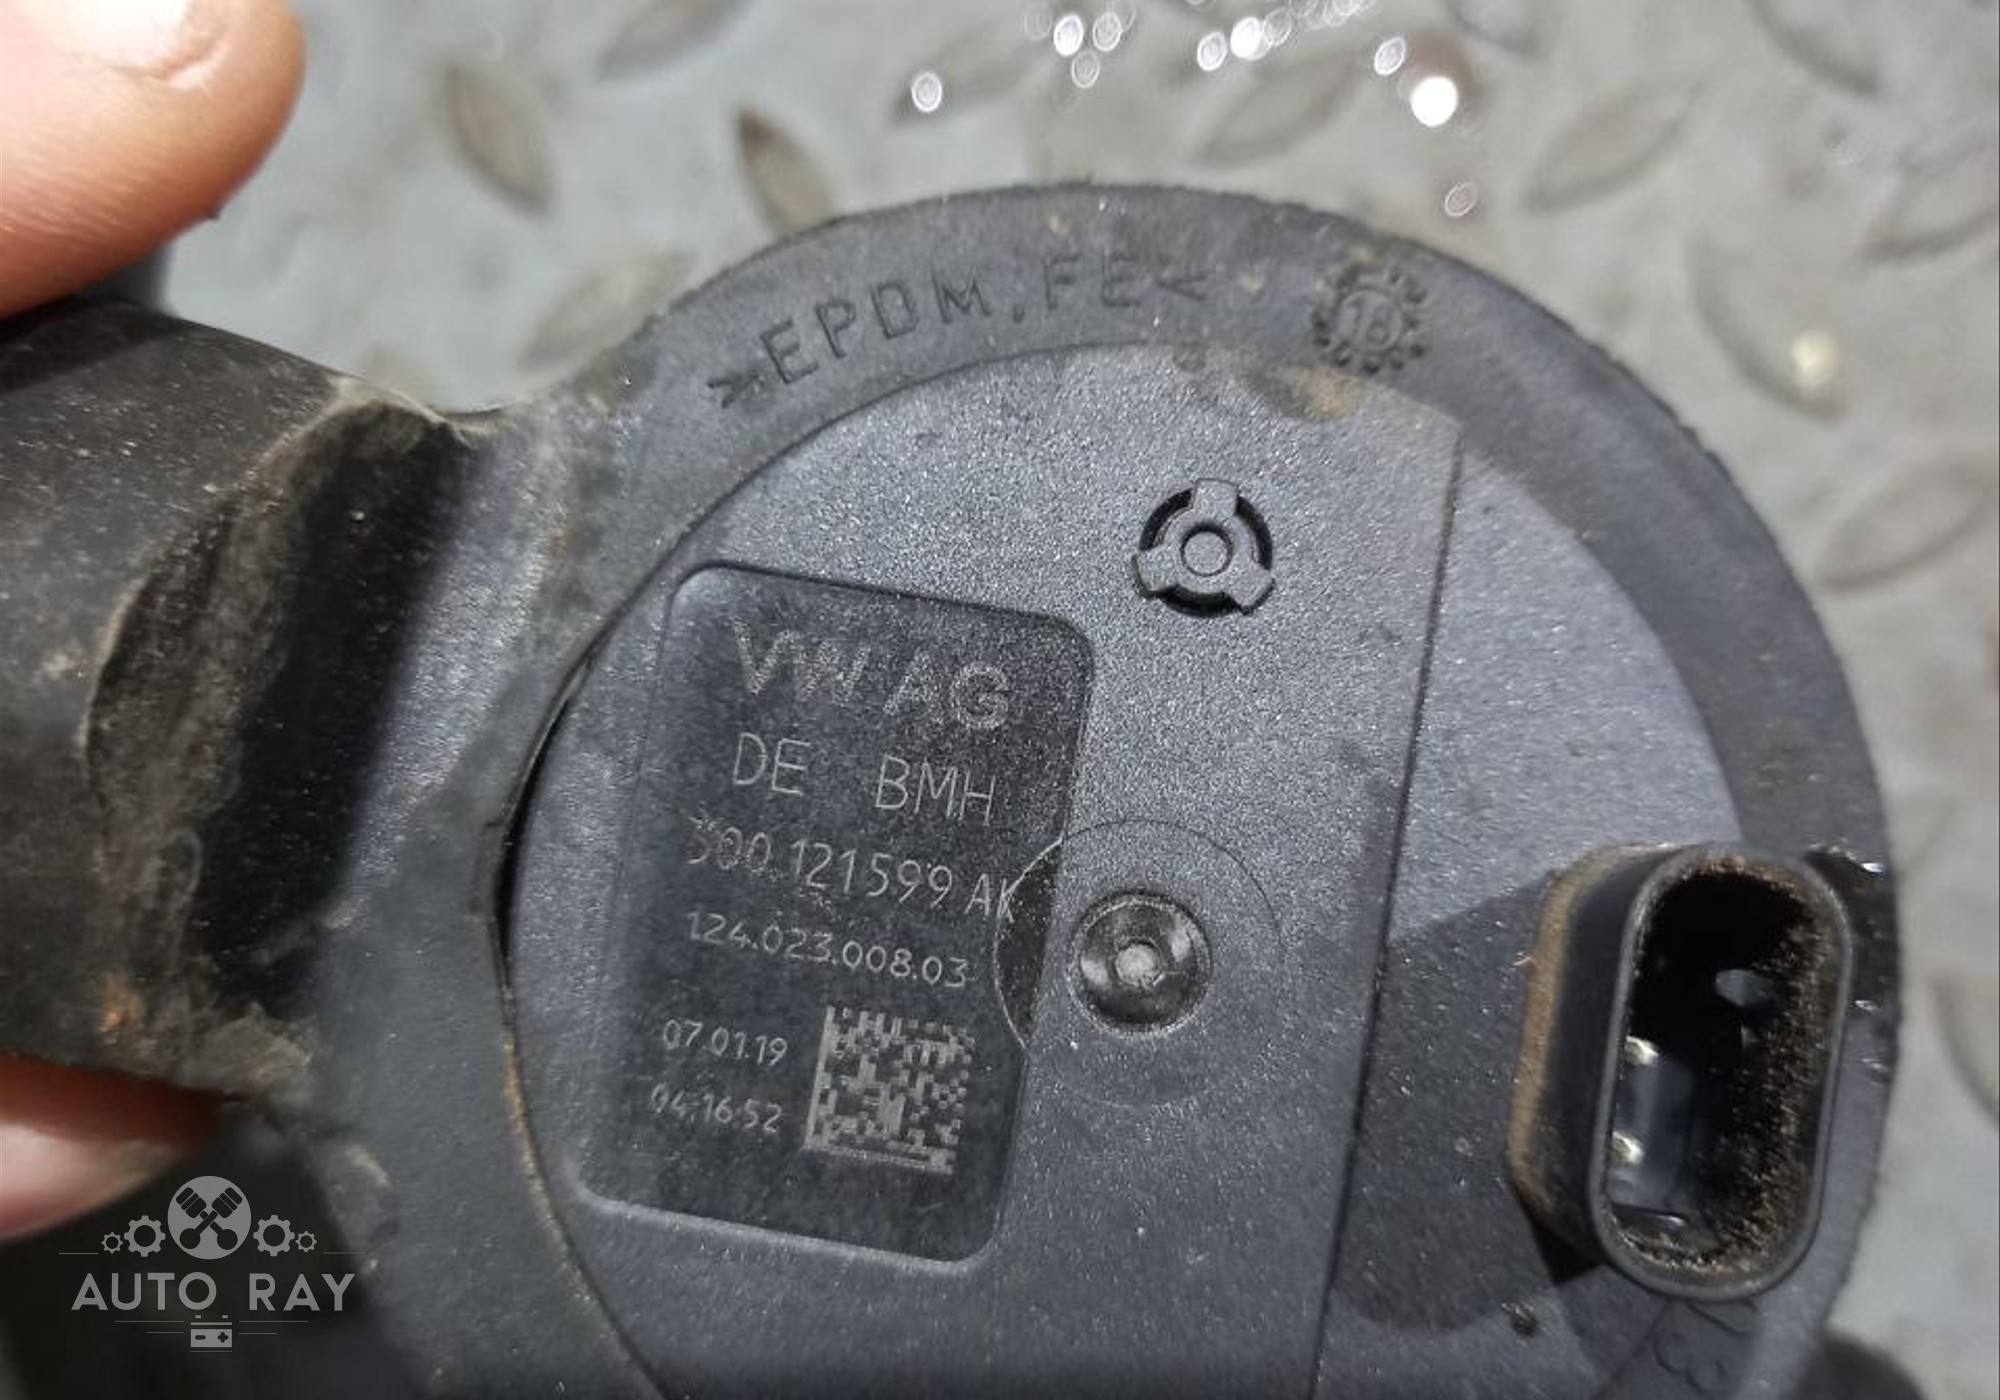 >EPDM,FE<
18
VW AG
DE BMH
5Q0.121599 AK
124.023.008.03
07.01.19
04:16:52
AUTO RAY